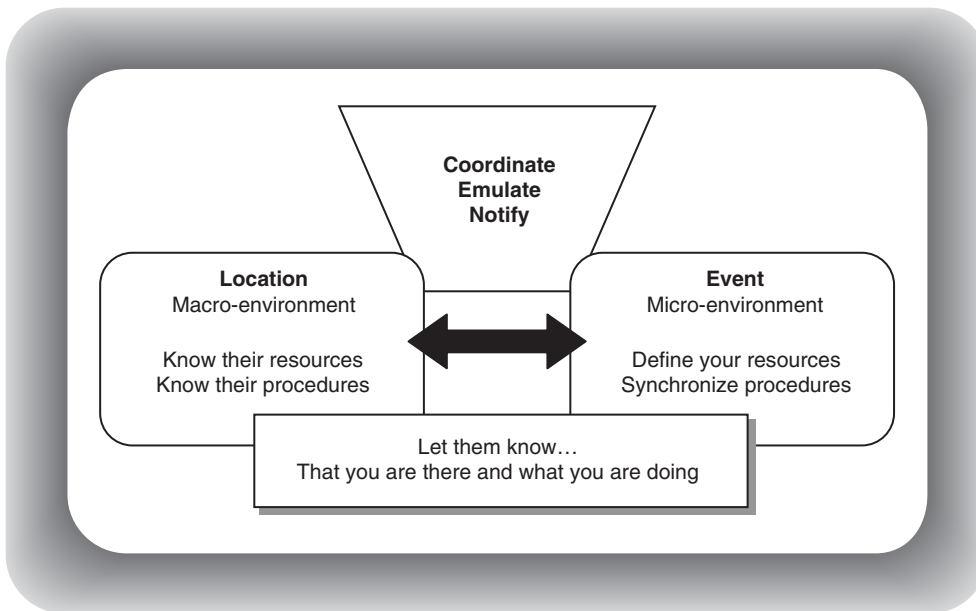 Coordinate
Emulate
Notify
Location
Macro-environment
Know their resources
Know their procedures
Event
Micro-environment
Define your resources
Synchronize procedures
Let them know…
That you are there and what you are doing